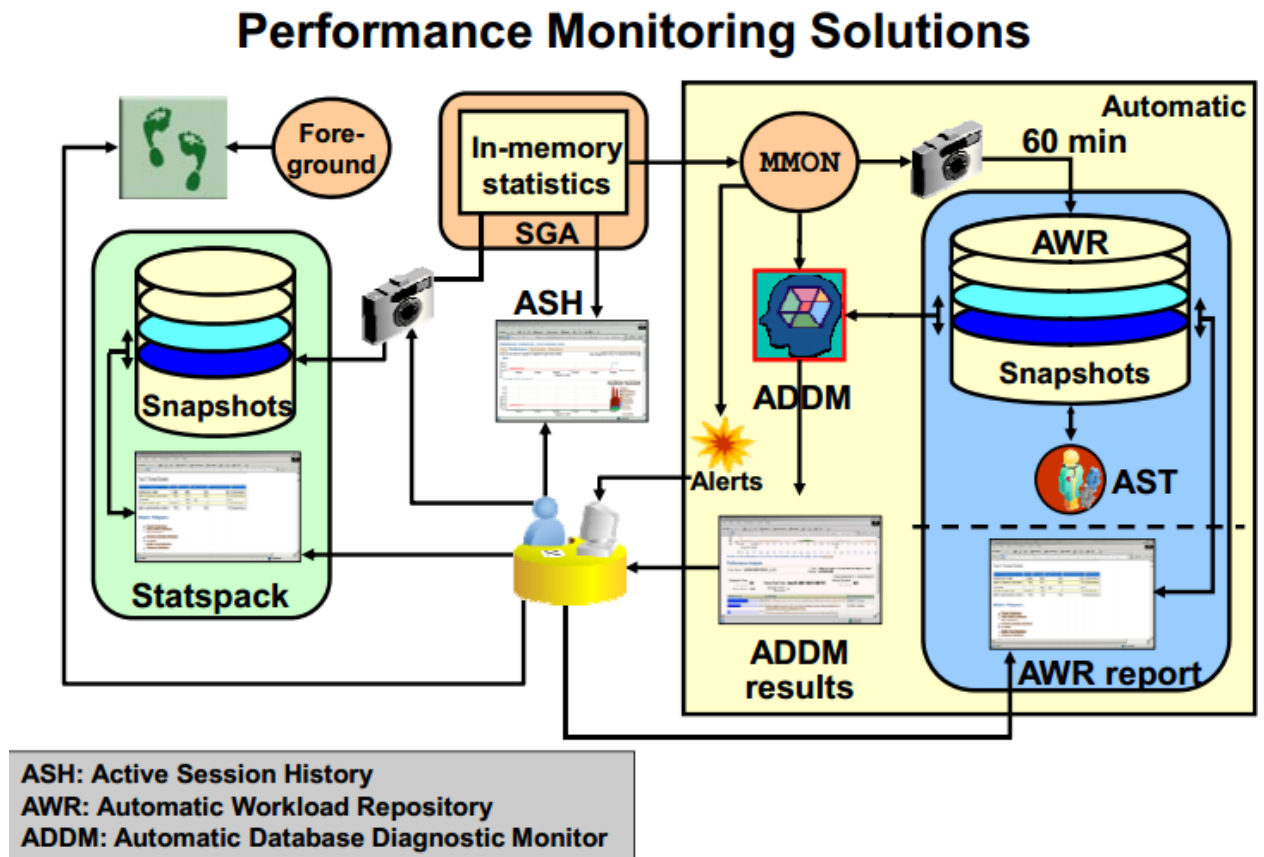 Performance Monitoring Solutions
Fore-
ground
In-memory
statistics
SGA
MMON
Automatic
60 min
AWR
Snapshots
ASH
ADDM
Alerts
AST
Snapshots
Statspack
ADDM
results
AWR report
ASH: Active Session History
AWR: Automatic Workload Repository
ADDM: Automatic Database Diagnostic Monitor